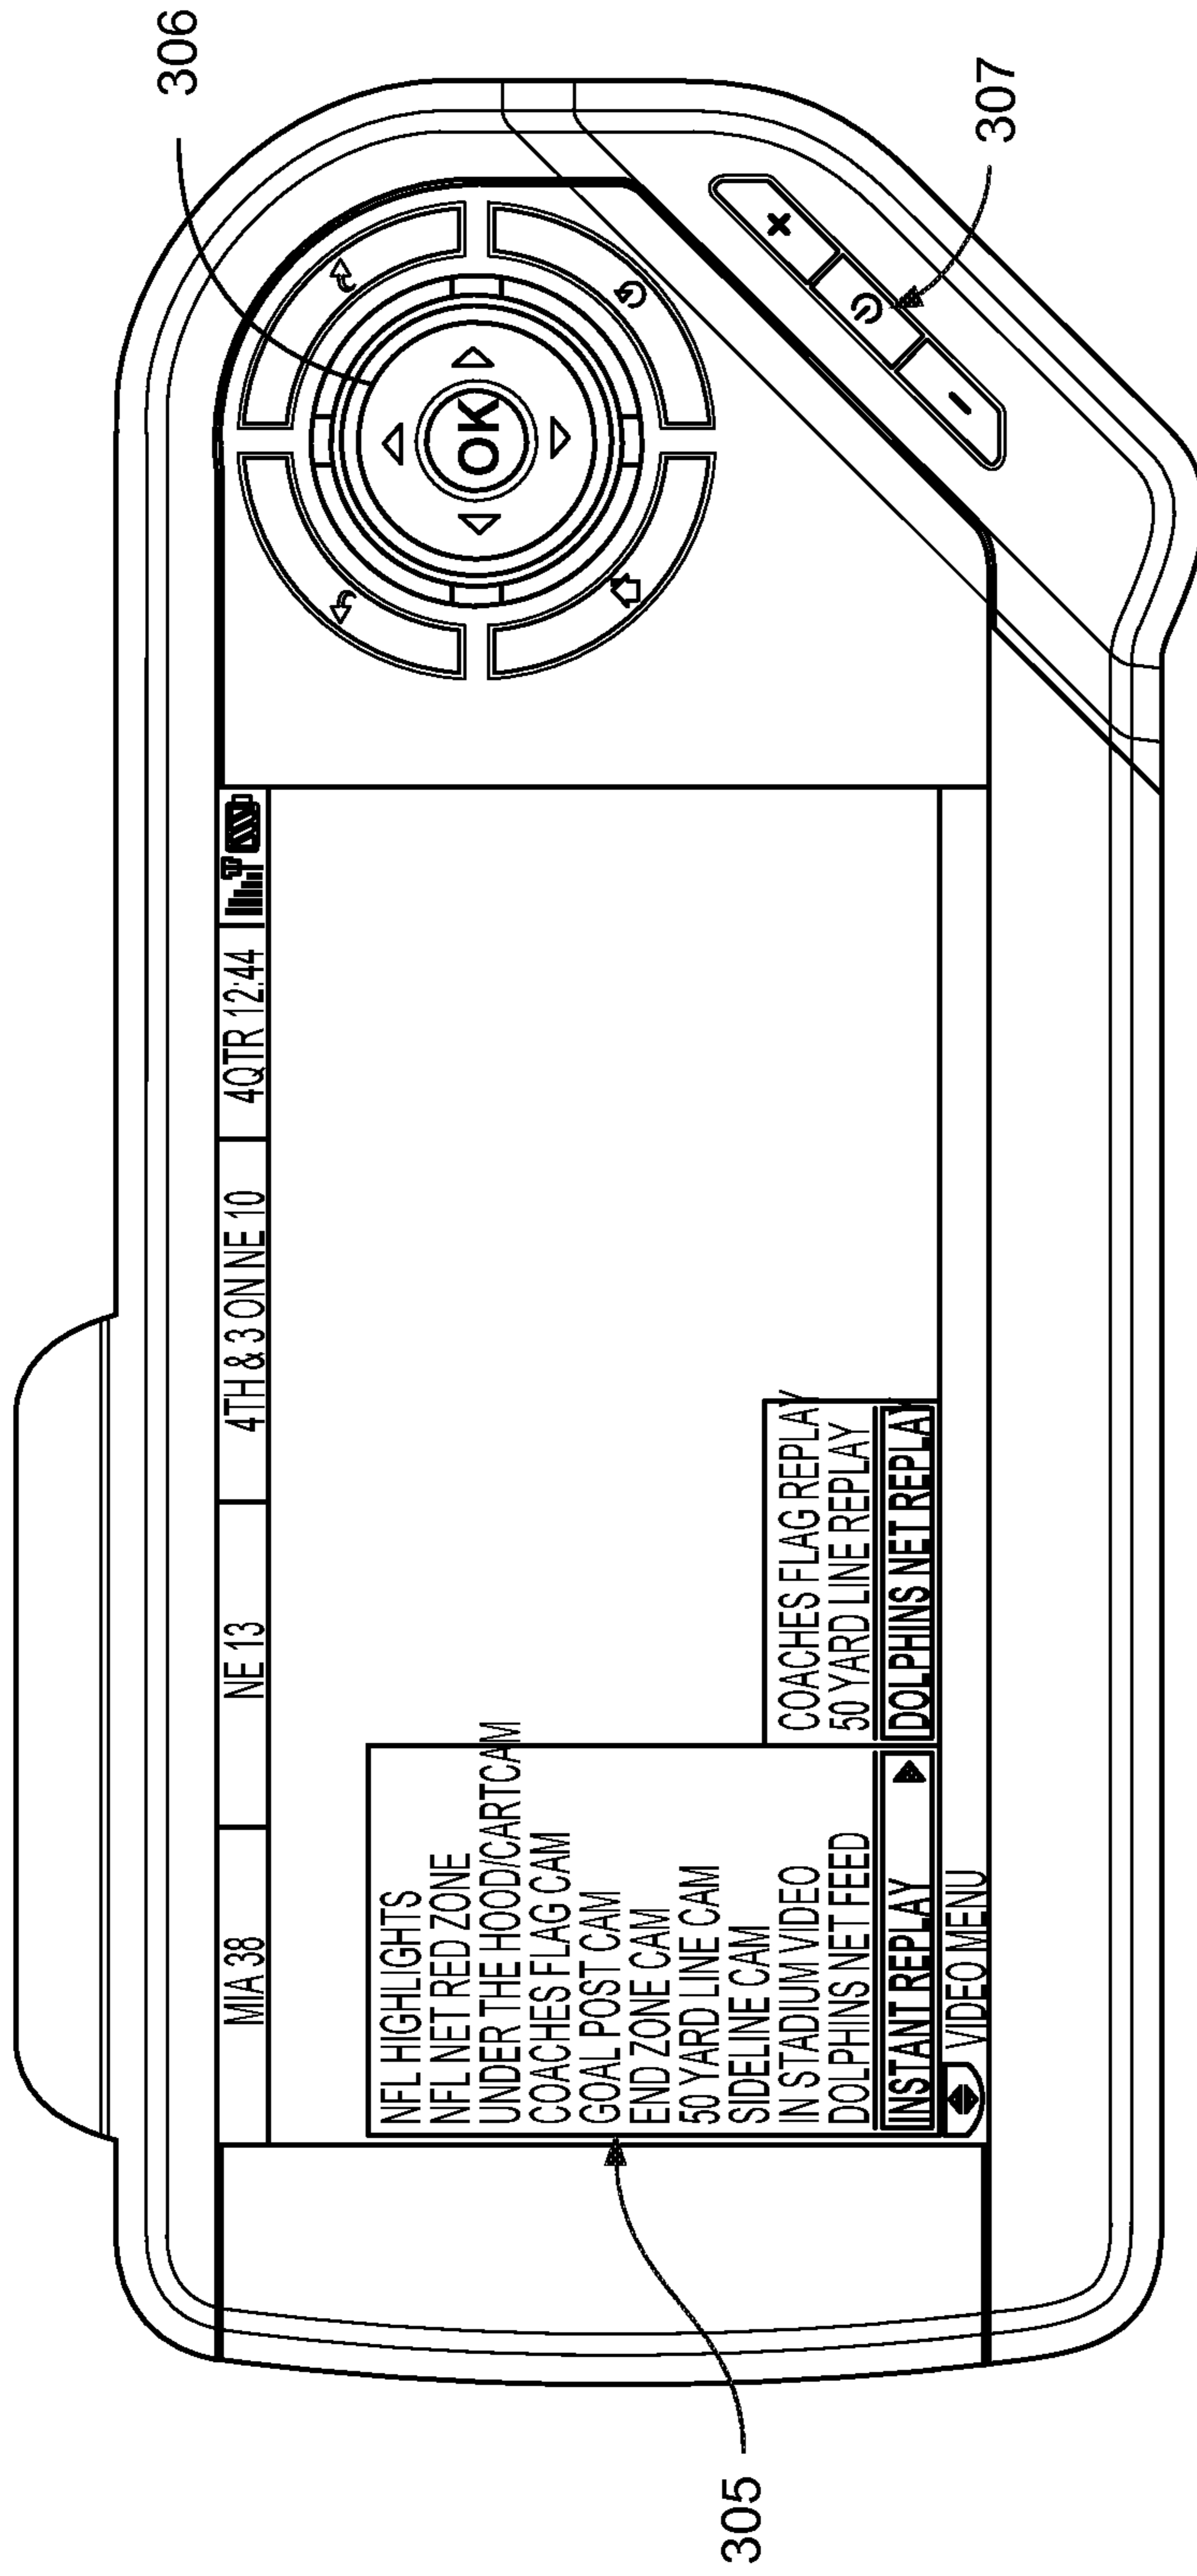 306
MIA 38 NE 13 4TH & 3 ON NE 10 4QTR 12:44
NFL HIGHLIGHTS
NFL NET RED ZONE
UNDER THE HOOD/CARTCAM
COACHES FLAG CAM
GOAL POST CAM
END ZONE CAM
50 YARD LINE CAM
SIDELINE CAM
IN STADIUM VIDEO
DOLPHINS NET FEED
INSTANT REPLAY
COACHES FLAG REPLAY
50 YARD LINE REPLAY
DOLPHINS NET REPLAY
VIDEO MENU
OK
+
-
307
305